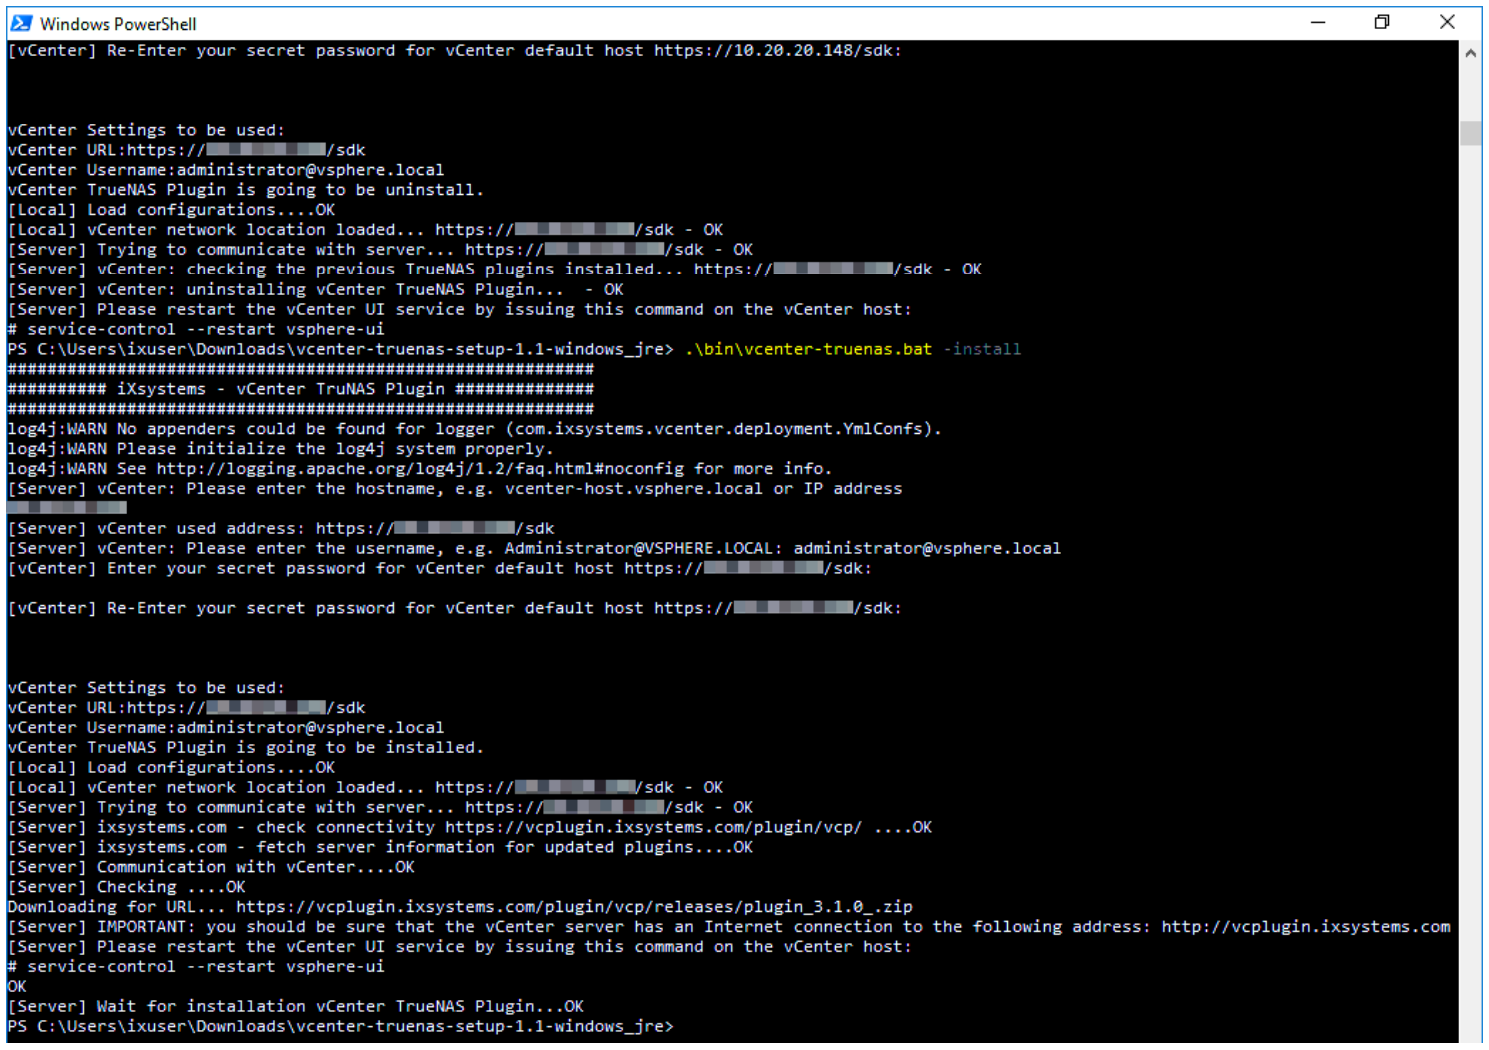 Windows PowerShell
[vCenter] Re-Enter your secret password for vCenter default host https://10.20.20.148/sdk:
vCenter Settings to be used:
vCenter URL:https:// /sdk
vCenter Username:administrator@vsphere.local
vCenter TrueNAS Plugin is going to be uninstall.
[Local] Load configurations....OK
[Local] vCenter network location loaded... https:// /sdk - OK
[Server] Trying to communicate with server... https:// /sdk - OK
[Server] vCenter: checking the previous TrueNAS plugins installed... https:// /sdk - OK
[Server] vCenter: uninstalling vCenter TrueNAS Plugin...  - OK
[Server] Please restart the vCenter UI service by issuing this command on the vCenter host:
# service-control --restart vsphere-ui
PS C:\Users\ixuser\Downloads\vcenter-truenas-setup-1.1-windows_jre> .\bin\vcenter-truenas.bat -install
###########################################################
########## iXsystems - vCenter TruNAS Plugin ##############
###########################################################
log4j:WARN No appenders could be found for logger (com.ixsystems.vcenter.deployment.YmlConfs).
log4j:WARN Please initialize the log4j system properly.
log4j:WARN See http://logging.apache.org/log4j/1.2/faq.html#noconfig for more info.
[Server] vCenter: Please enter the hostname, e.g. vcenter-host.vsphere.local or IP address
[Server] vCenter used address: https:// /sdk
[Server] vCenter: Please enter the username, e.g. Administrator@VSPHERE.LOCAL: administrator@vsphere.local
[vCenter] Enter your secret password for vCenter default host https:// /sdk:
[vCenter] Re-Enter your secret password for vCenter default host https:// /sdk:
vCenter Settings to be used:
vCenter URL:https:// /sdk
vCenter Username:administrator@vsphere.local
vCenter TrueNAS Plugin is going to be installed.
[Local] Load configurations....OK
[Local] vCenter network location loaded... https:// /sdk - OK
[Server] Trying to communicate with server... https:// /sdk - OK
[Server] ixsystems.com - check connectivity https://vcplugin.ixsystems.com/plugin/vcp/ ....OK
[Server] ixsystems.com - fetch server information for updated plugins....OK
[Server] Communication with vCenter....OK
[Server] Checking ....OK
Downloading for URL... https://vcplugin.ixsystems.com/plugin/vcp/releases/plugin_3.1.0_.zip
[Server] IMPORTANT: you should be sure that the vCenter server has an Internet connection to the following address: http://vcplugin.ixsystems.com
[Server] Please restart the vCenter UI service by issuing this command on the vCenter host:
# service-control --restart vsphere-ui
OK
[Server] Wait for installation vCenter TrueNAS Plugin...OK
PS C:\Users\ixuser\Downloads\vcenter-truenas-setup-1.1-windows_jre>